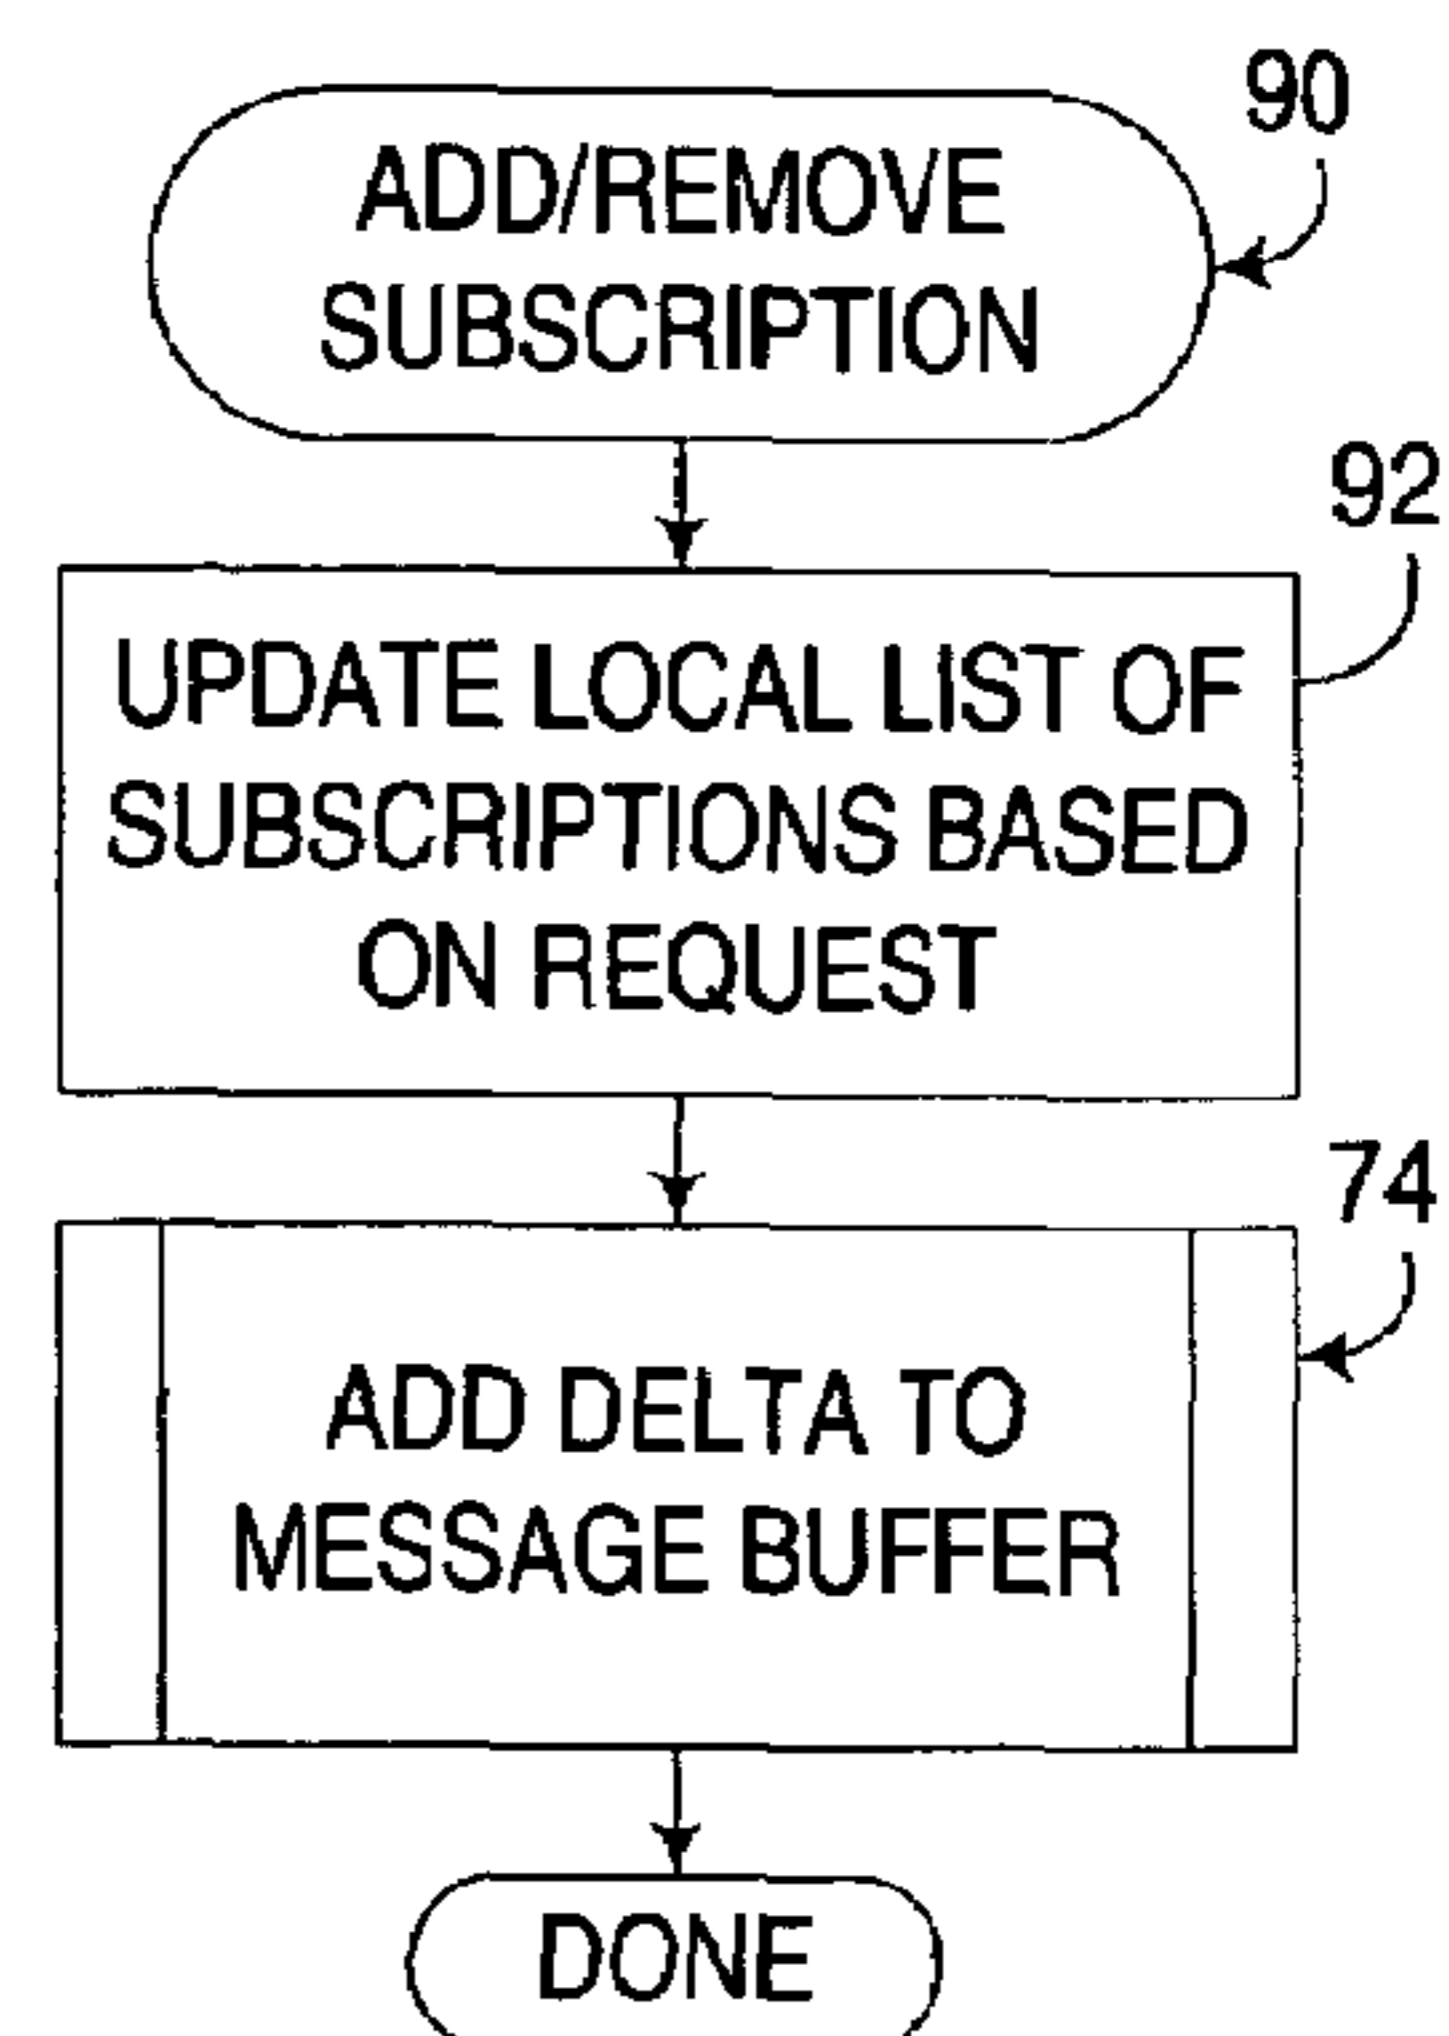 90
ADD/REMOVE
SUBSCRIPTION
92
UPDATE LOCAL LIST OF
SUBSCRIPTIONS BASED
ON REQUEST
74
ADD DELTA TO
MESSAGE BUFFER
DONE